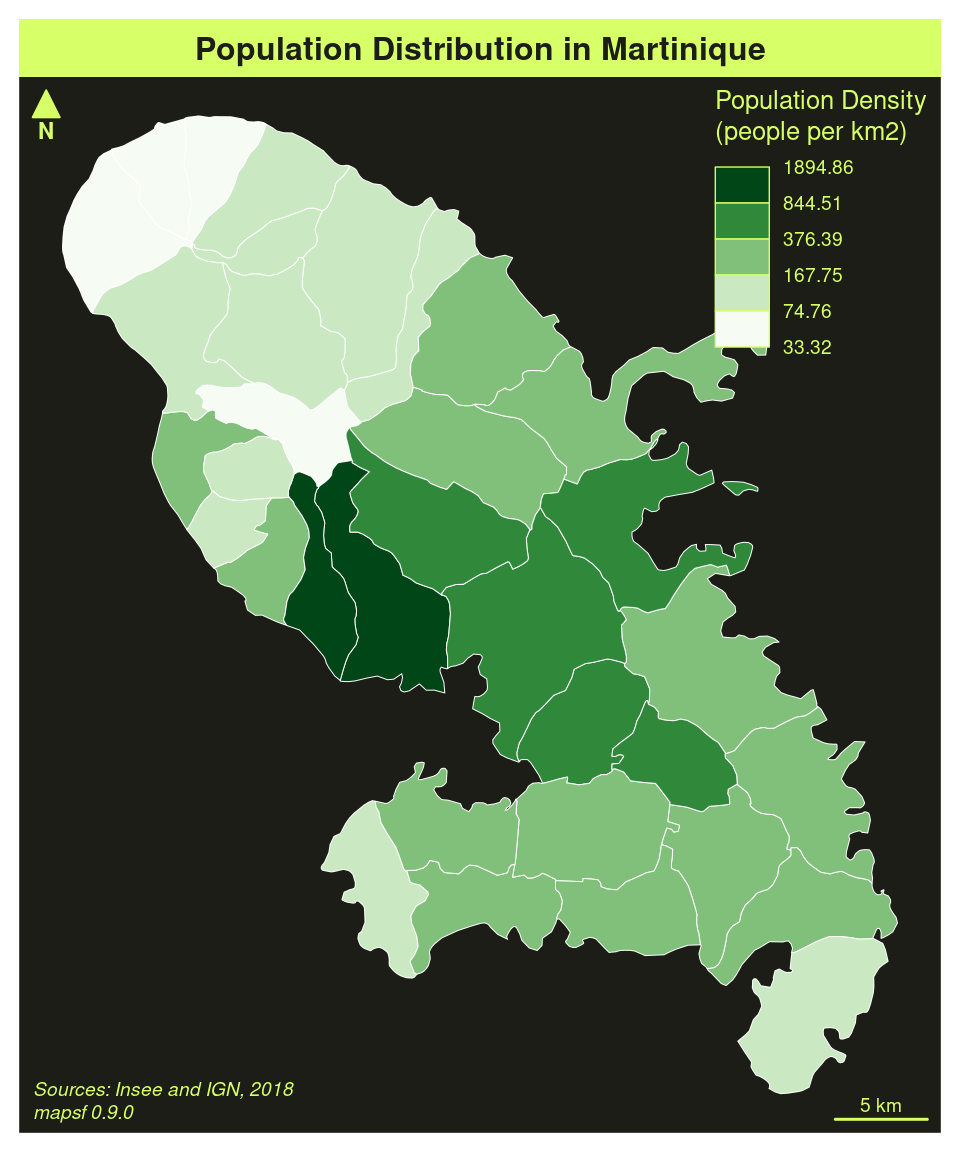 Population Distribution in Martinique
N
Population Density
(people per km2)
1894.86
844.51
376.39
167.75
74.76
33.32
Sources: Insee and IGN, 2018
mapsf 0.9.0
5 km